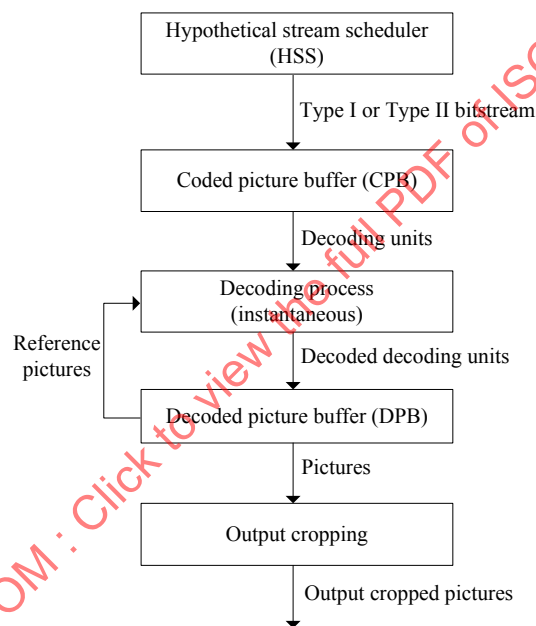 Hypothetical stream scheduler
(HSS)
Type I or Type II bitstream
Coded picture buffer (CPB)
Decoding units
Decoding process
(instantaneous)
Reference
pictures
Decoded decoding units
Decoded picture buffer (DPB)
Pictures
Output cropping
Output cropped pictures
OM : Click to view the full PDF of ISO